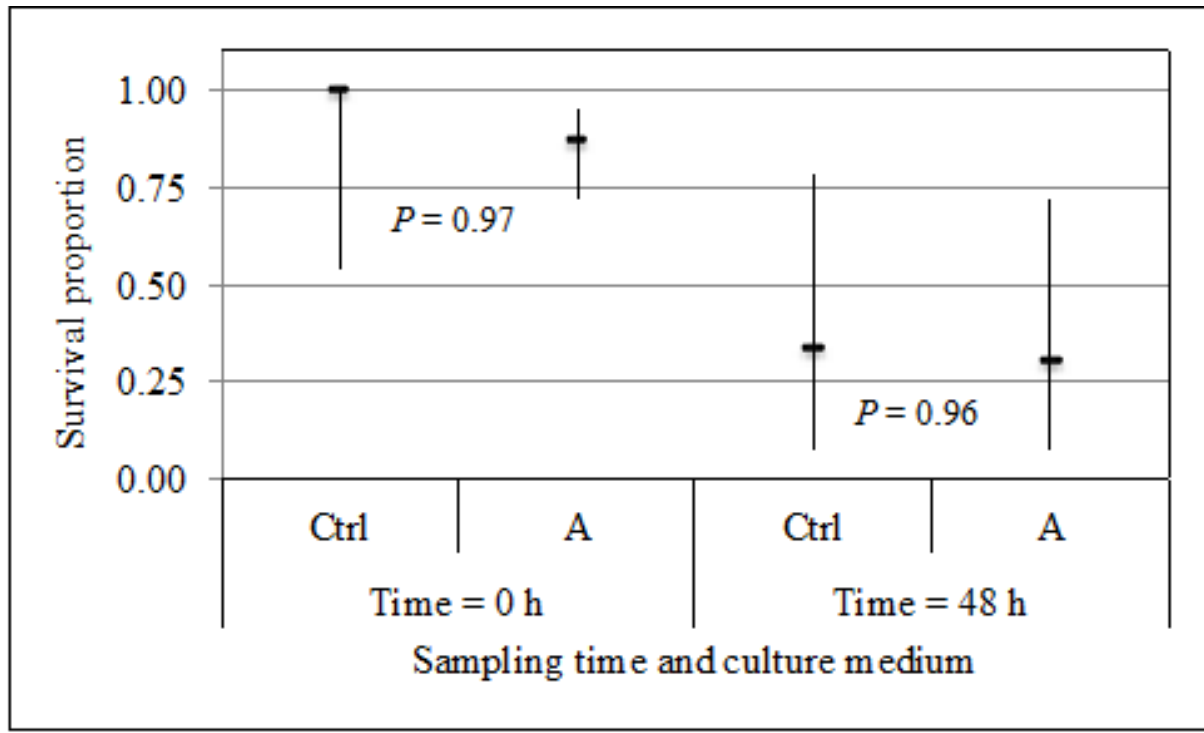 1.00
0.75
0.50
0.25
0.00
Survival proportion
P = 0.97
P = 0.96
Ctrl A Ctrl A
Time = 0 h Time = 48 h
Sampling time and culture medium